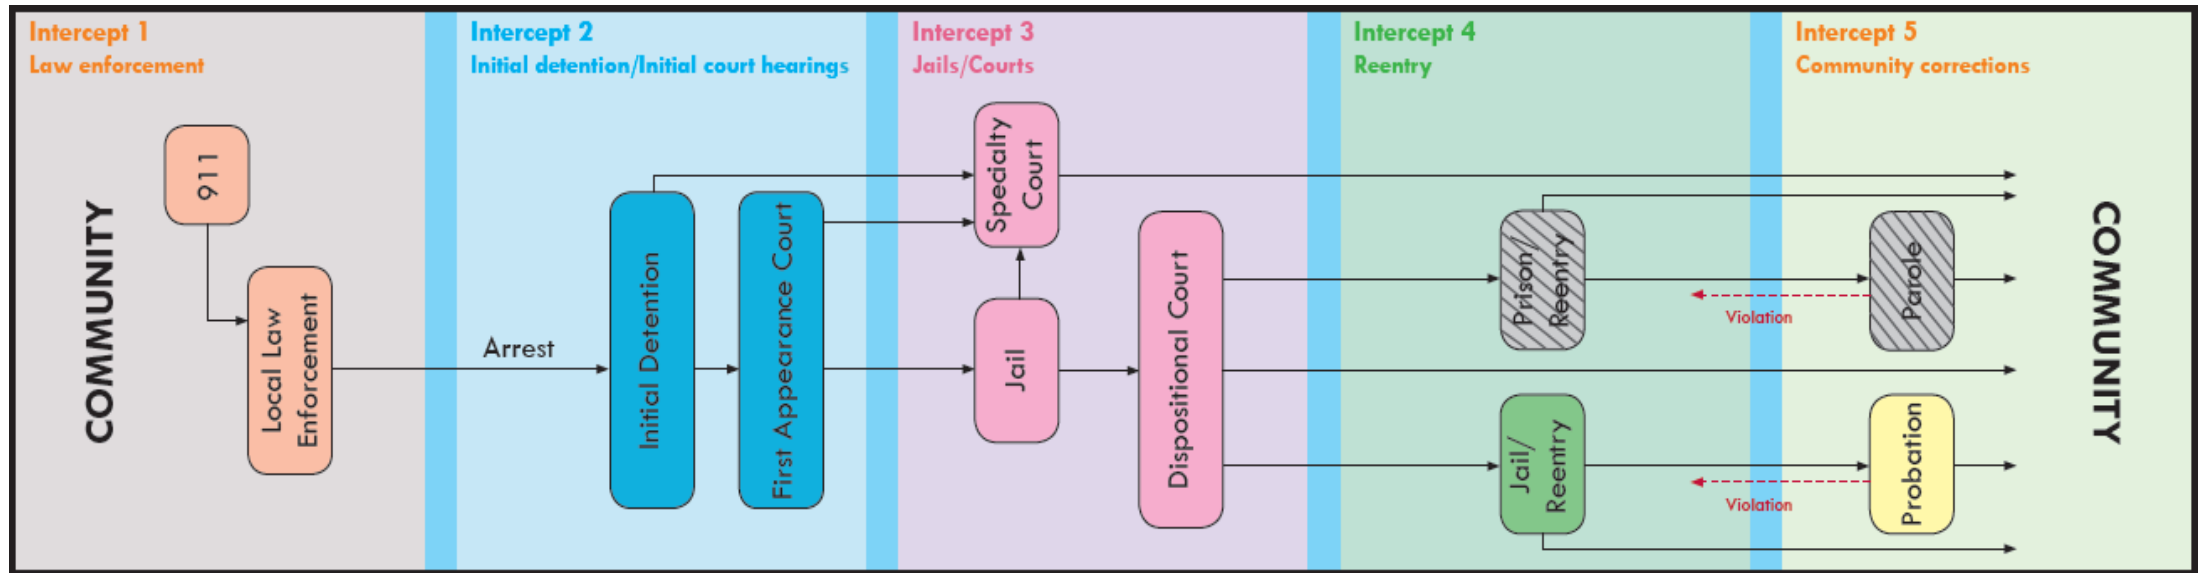 Intercept 1
Law enforcement
Intercept 2
Initial detention/Initial court hearings
Intercept 3
Jails/Courts
Intercept 4
Reentry
Intercept 5
Community corrections
COMMUNITY
911
Local Law
Enforcement
Arrest
Initial Detention
First Appearance Court
Specialty
Court
Jail
Dispositional Court
Prison/
Reentry
Violation
Parole
Jail/
Reentry
Violation
Probation
COMMUNITY